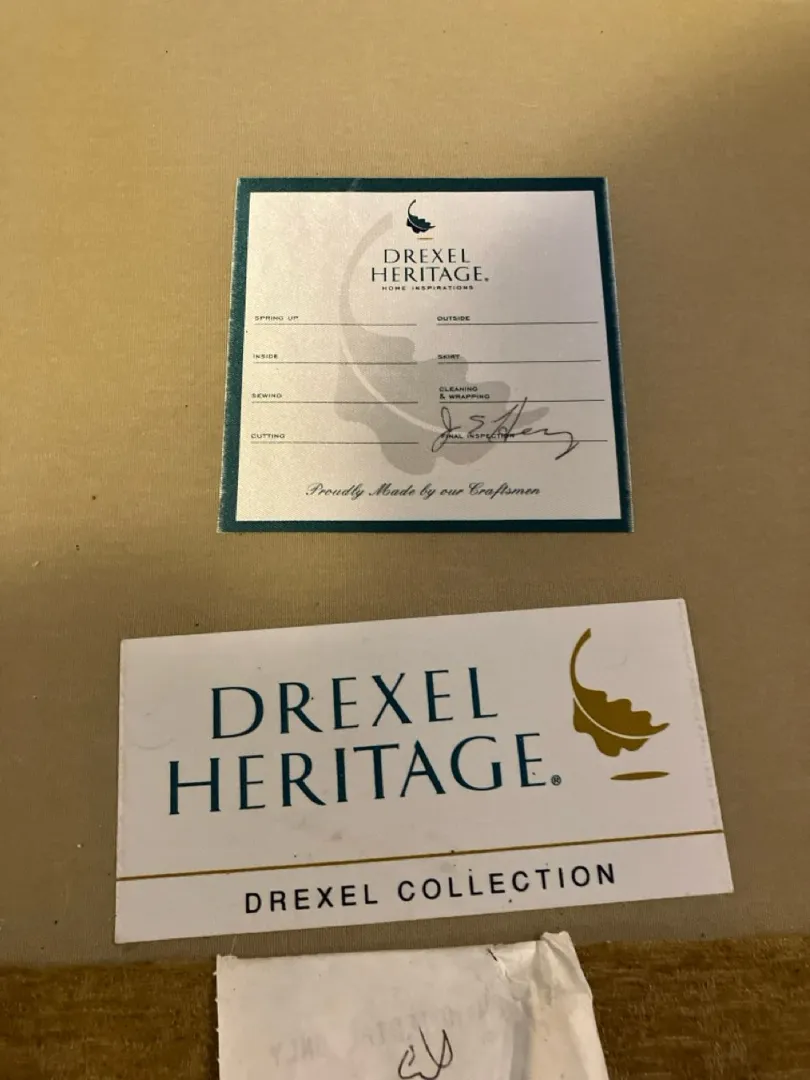 DREXEL
HERITAGE®
HOME INSPIRATIONS
SPRING UP OUTSIDE
INSIDE SKIRT
SEWING CLEANING
& WRAPPING
CUTTING FINAL INSPECTION
Proudly Made by our Craftsmen
DREXEL
HERITAGE®
DREXEL COLLECTION